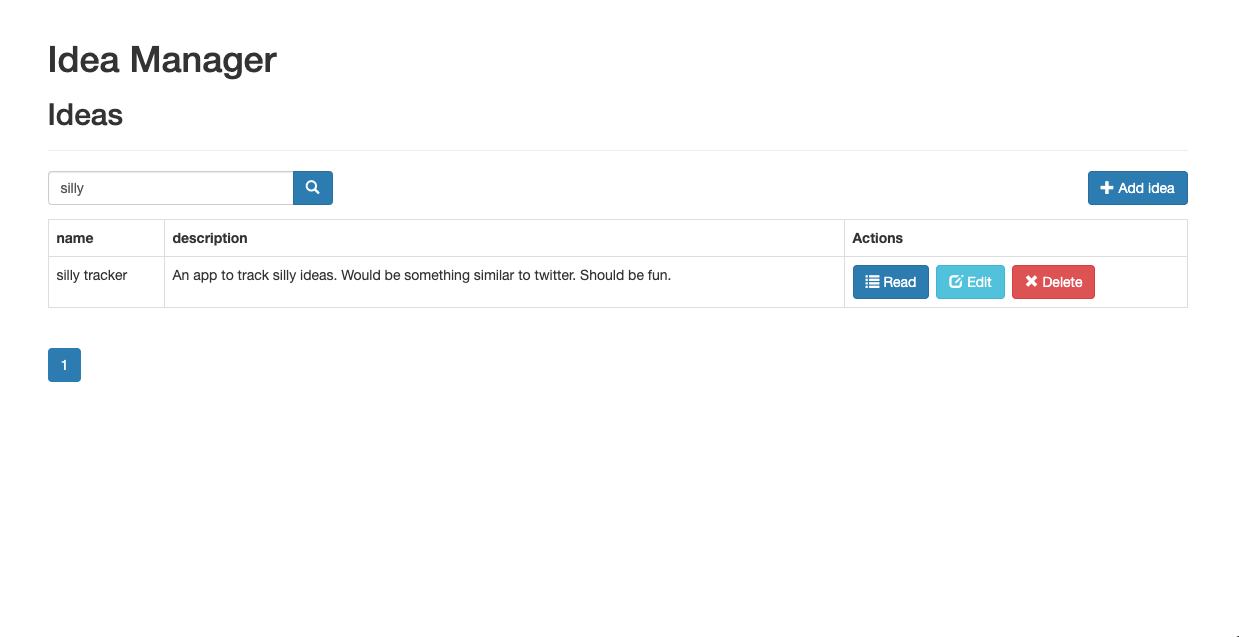 Idea Manager
Ideas
silly
Add idea
name description Actions
silly tracker An app to track silly ideas. Would be something similar to twitter. Should be fun. Read Edit Delete
1